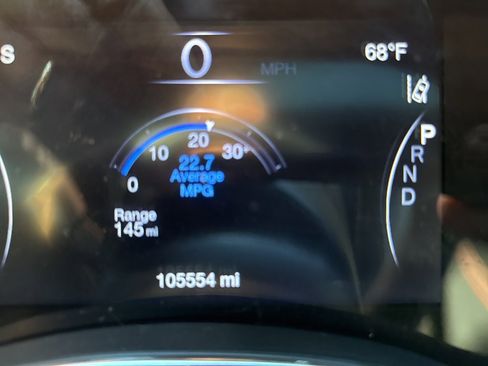 S
0
MPH
68°F
P
R
N
D
0 10 20 30
22.7
Average
MPG
Range
145 mi
105554 mi